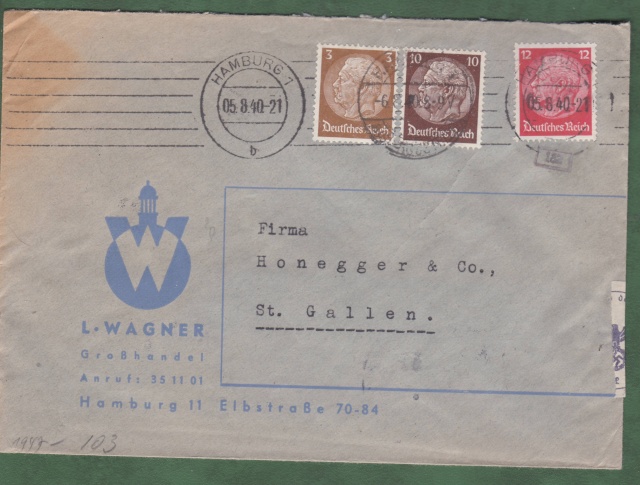 HAMBURG 1
05.8.40-21
b
3 3
Deutsches Reich
10 10
Deutsches Reich
12 12
Deutsches Reich
05.8.40-21
18a
W
L·WAGNER
Großhandel
Anruf: 35 11 01
Hamburg 11 Elbstraße 70-84
Firma
Honegger & Co.,
St. Gallen.
103